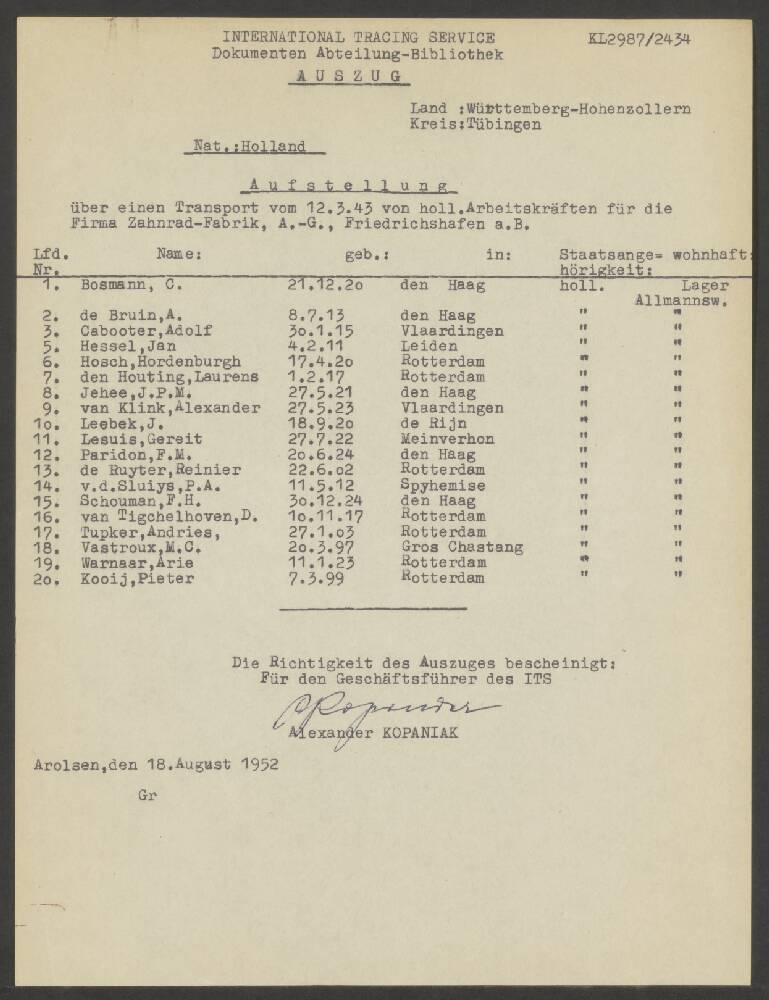 INTERNATIONAL TRACING SERVICE KL2987/2434
Dokumenten Abteilung-Bibliothek
AUSZUG
Land :Württemberg-Hohenzollern
Kreis:Tübingen
Nat.:Holland
Aufstellung
über einen Transport vom 12.3.43 von holl.Arbeitskräften für die
Firma Zahnrad-Fabrik, A.-G., Friedrichshafen a.B.
Lfd. Name: geb.: in: Staatsange= wohnhaft:
Nr. hörigkeit:
1. Bosmann, C. 21.12.2o den Haag holl. Lager
Allmannsw.
2. de Bruin,A. 8.7.13 den Haag " "
3. Cabooter,Adolf 3o.1.15 Vlaardingen " "
5. Hessel,Jan 4.2.11 Leiden " "
6. Hosch,Hordenburgh 17.4.2o Rotterdam " "
7. den Houting,Laurens 1.2.17 Rotterdam " "
8. Jehee,J.P.M. 27.5.21 den Haag " "
9. van Klink,Alexander 27.5.23 Vlaardingen " "
1o. Leebek,J. 18.9.2o de Rijn " "
11. Lesuis,Gereit 27.7.22 Meinverhon " "
12. Paridon,F.M. 2o.6.24 den Haag " "
13. de Ruyter,Reinier 22.6.o2 Rotterdam " "
14. v.d.Sluiys,P.A. 11.5.12 Spyhemise " "
15. Schouman,F.H. 3o.12.24 den Haag " "
16. van Tigchelhoven,D. 1o.11.17 Rotterdam " "
17. Tupker,Andries, 27.1.o3 Rotterdam " "
18. Vastroux,M.C. 2o.3.97 Gros Chastang " "
19. Warnaar,Arie 11.1.23 Rotterdam " "
2o. Kooij,Pieter 7.3.99 Rotterdam " "
Die Richtigkeit des Auszuges bescheinigt:
Für den Geschäftsführer des ITS
Alexander KOPANIAK
Arolsen,den 18.August 1952
Gr